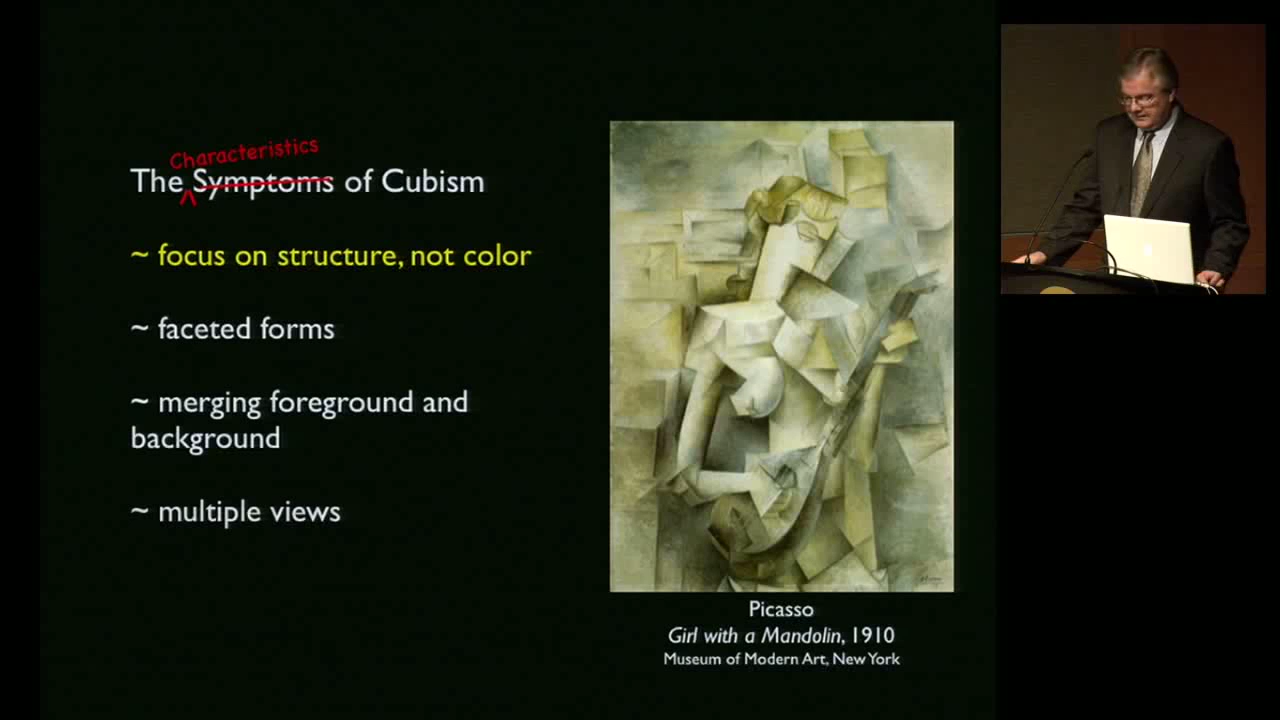 Characteristics
The Symptoms of Cubism
~ focus on structure, not color
~ faceted forms
~ merging foreground and
background
~ multiple views
Picasso
Girl with a Mandolin, 1910
Museum of Modern Art, New York